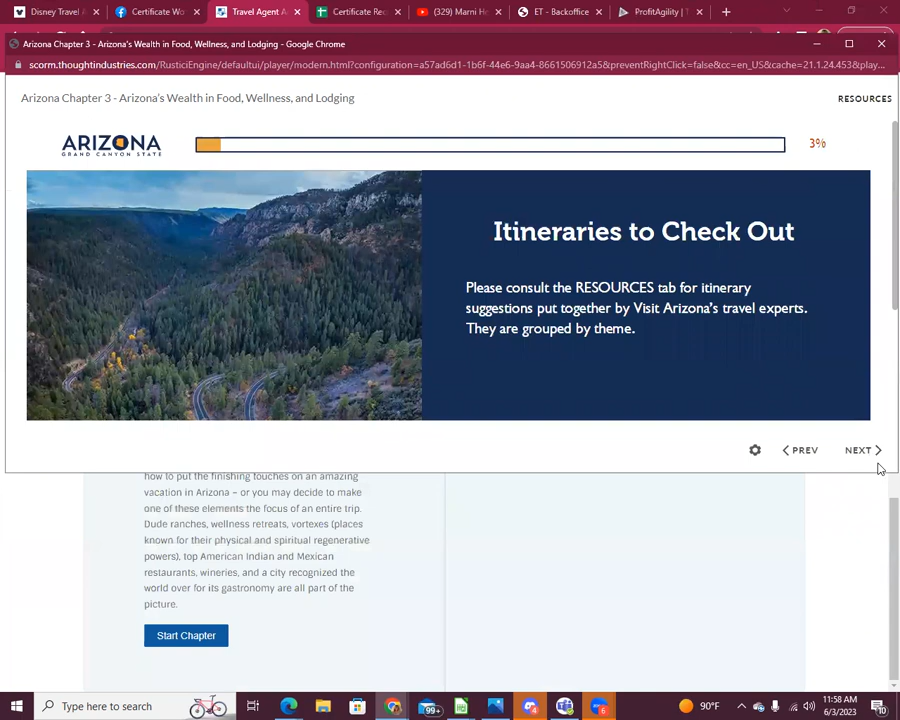 Disney Travel A
Certificate Wo
Travel Agent A
Certificate Re
(329) Marni He
ET - Backoffice
ProfitAgility | T
Arizona Chapter 3 - Arizona's Wealth in Food, Wellness, and Lodging - Google Chrome
scorm.thoughtindustries.com/RusticiEngine/defaultui/player/modern.html?configuration=a57ad6d1-1b6f-44e6-9aa4-8661506912a5&preventRightClick=false&cc=en_US&cache=21.1.24.453&play...
Arizona Chapter 3 - Arizona's Wealth in Food, Wellness, and Lodging
RESOURCES
ARIZONA
GRAND CANYON STATE
3%
Itineraries to Check Out
Please consult the RESOURCES tab for itinerary
suggestions put together by Visit Arizona's travel experts.
They are grouped by theme.
PREV
NEXT
how to put the finishing touches on an amazing
vacation in Arizona – or you may decide to make
one of these elements the focus of an entire trip.
Dude ranches, wellness retreats, vortexes (places
known for their physical and spiritual regenerative
powers), top American Indian and Mexican
restaurants, wineries, and a city recognized the
world over for its gastronomy are all part of the
picture.
Start Chapter
Type here to search
99+
4
6
90°F
11:58 AM
6/3/2023
10